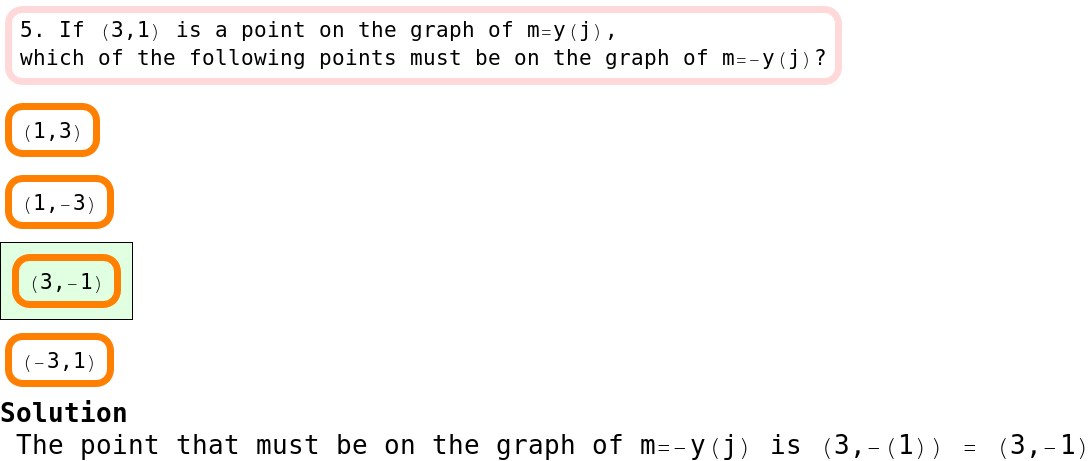 5. If (3,1) is a point on the graph of m=y(j),
which of the following points must be on the graph of m=-y(j)?
(1,3)
(1,-3)
(3,-1)
(-3,1)
Solution
The point that must be on the graph of m=-y(j) is (3,-(1)) = (3,-1)